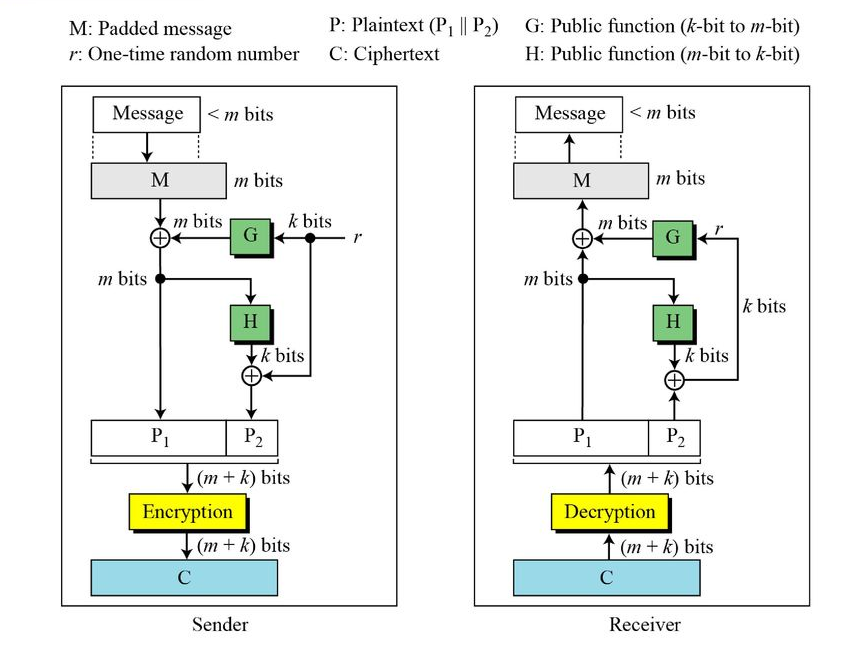 M: Padded message
P: Plaintext (P₁ || P₂)
G: Public function (k-bit to m-bit)
r: One-time random number
C: Ciphertext
H: Public function (m-bit to k-bit)
Message
< m bits
M
m bits
m bits
G
k bits
r
m bits
H
k bits
P₁
P₂
(m + k) bits
Encryption
(m + k) bits
C
Sender
Message
< m bits
M
m bits
m bits
G
r
m bits
H
k bits
k bits
P₁
P₂
(m + k) bits
Decryption
(m + k) bits
C
Receiver